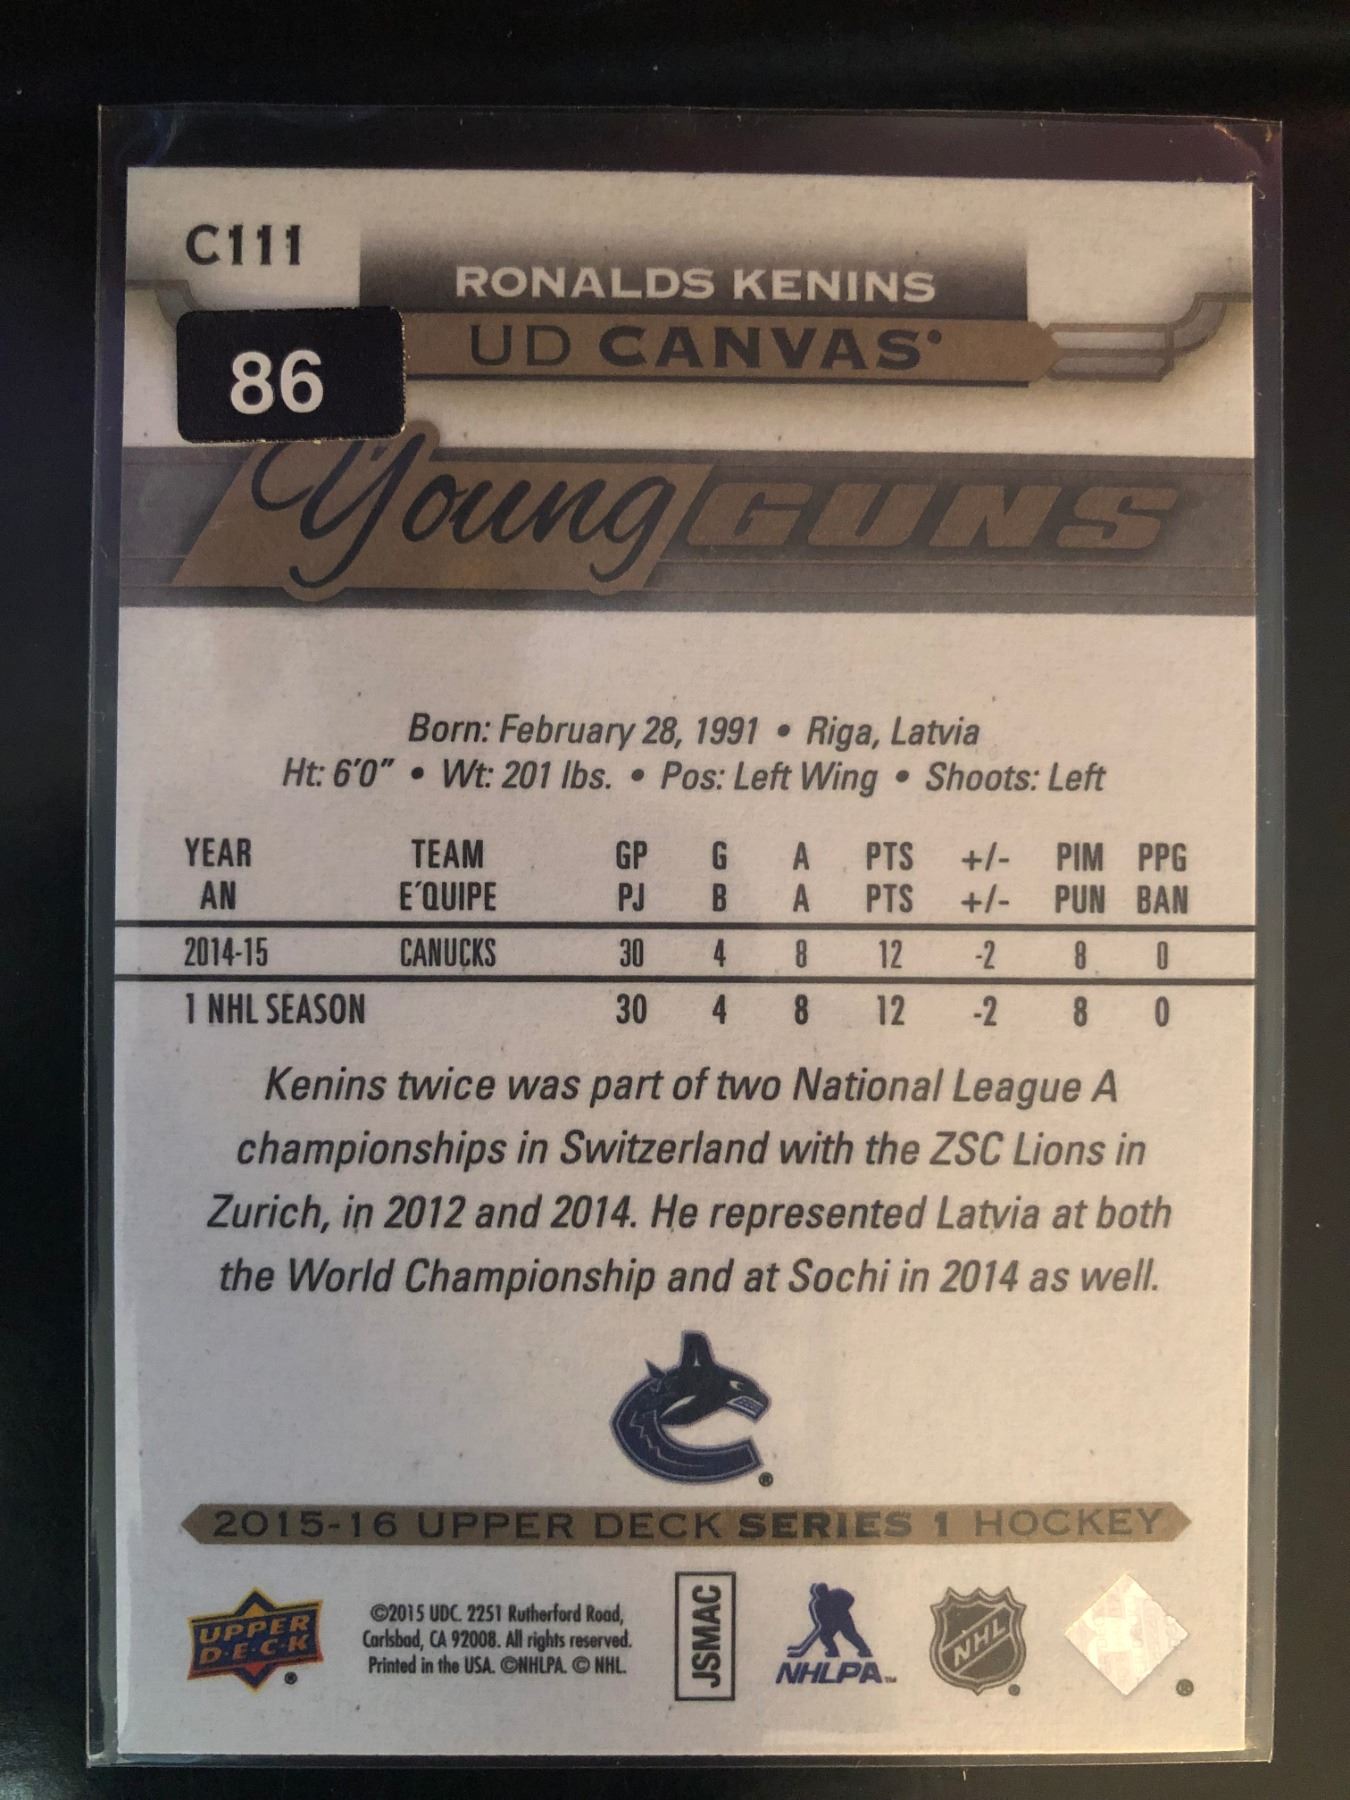 C111
RONALDS KENINS
UD CANVAS
86
Young GUNS
Born: February 28, 1991 • Riga, Latvia
Ht: 6'0" • Wt: 201 lbs. • Pos: Left Wing • Shoots: Left
YEAR TEAM GP G A PTS +/- PIM PPG
AN E´QUIPE PJ B A PTS +/- PUN BAN
2014-15 CANUCKS 30 4 8 12 -2 8 0
1 NHL SEASON 30 4 8 12 -2 8 0
Kenins twice was part of two National League A
championships in Switzerland with the ZSC Lions in
Zurich, in 2012 and 2014. He represented Latvia at both
the World Championship and at Sochi in 2014 as well.
®
2015-16 UPPER DECK SERIES 1 HOCKEY
UPPER
DECK
®
©2015 UDC. 2251 Rutherford Road,
Carlsbad, CA 92008. All rights reserved.
Printed in the USA. ©NHLPA. © NHL.
JSMAC
NHLPA™
NHL
®
®